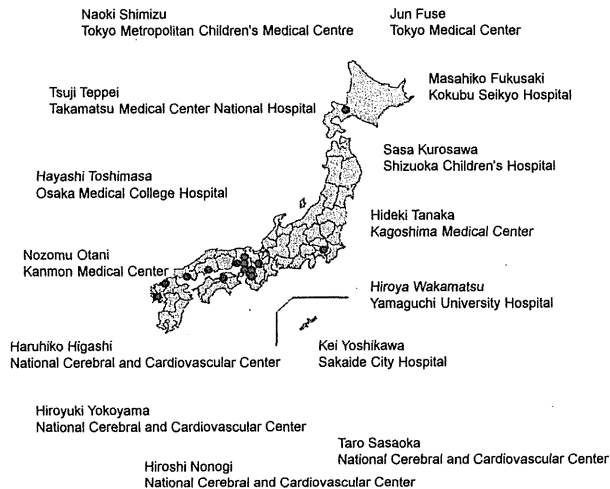 Naoki Shimizu
Tokyo Metropolitan Children's Medical Centre
Jun Fuse
Tokyo Medical Center
Masahiko Fukusaki
Kokubu Seikyo Hospital
Tsuji Teppei
Takamatsu Medical Center National Hospital
Sasa Kurosawa
Shizuoka Children's Hospital
Hayashi Toshimasa
Osaka Medical College Hospital
Hideki Tanaka
Kagoshima Medical Center
Nozomu Otani
Kanmon Medical Center
Hiroya Wakamatsu
Yamaguchi University Hospital
Haruhiko Higashi
National Cerebral and Cardiovascular Center
Kei Yoshikawa
Sakaide City Hospital
Hiroyuki Yokoyama
National Cerebral and Cardiovascular Center
Taro Sasaoka
National Cerebral and Cardiovascular Center
Hiroshi Nonogi
National Cerebral and Cardiovascular Center